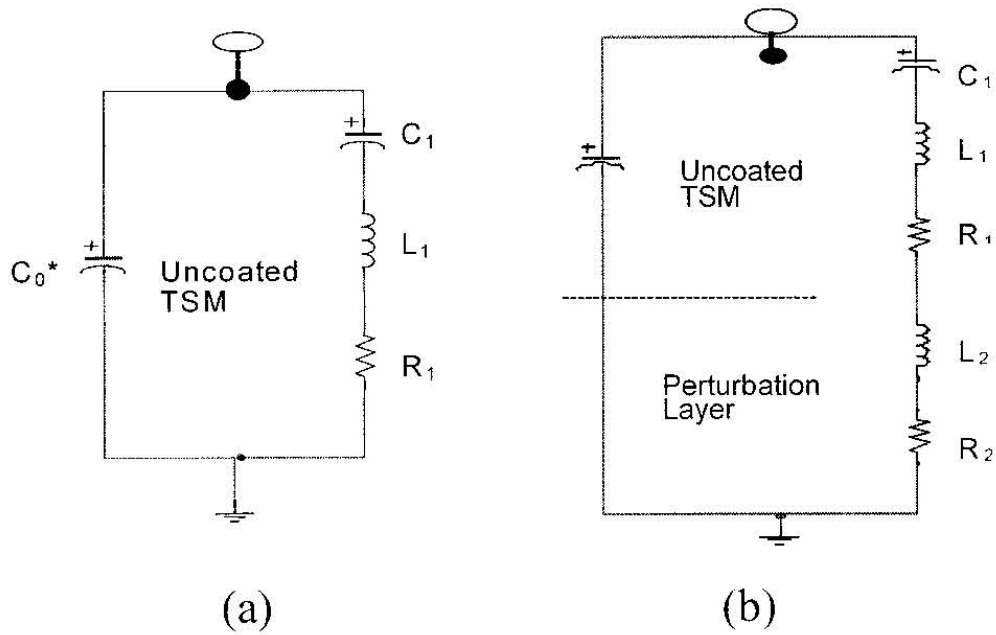 C₁
L₁
C₀*
Uncoated
TSM
R₁
(a)
C₁
L₁
Uncoated
TSM
R₁
L₂
Perturbation
Layer
R₂
(b)